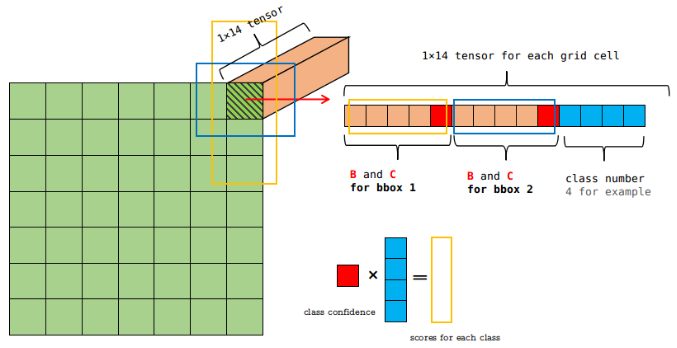 1×14 tensor
1×14 tensor for each grid cell
B and C
for bbox 1
B and C
for bbox 2
class number
4 for example
×
=
class confidence
scores for each class